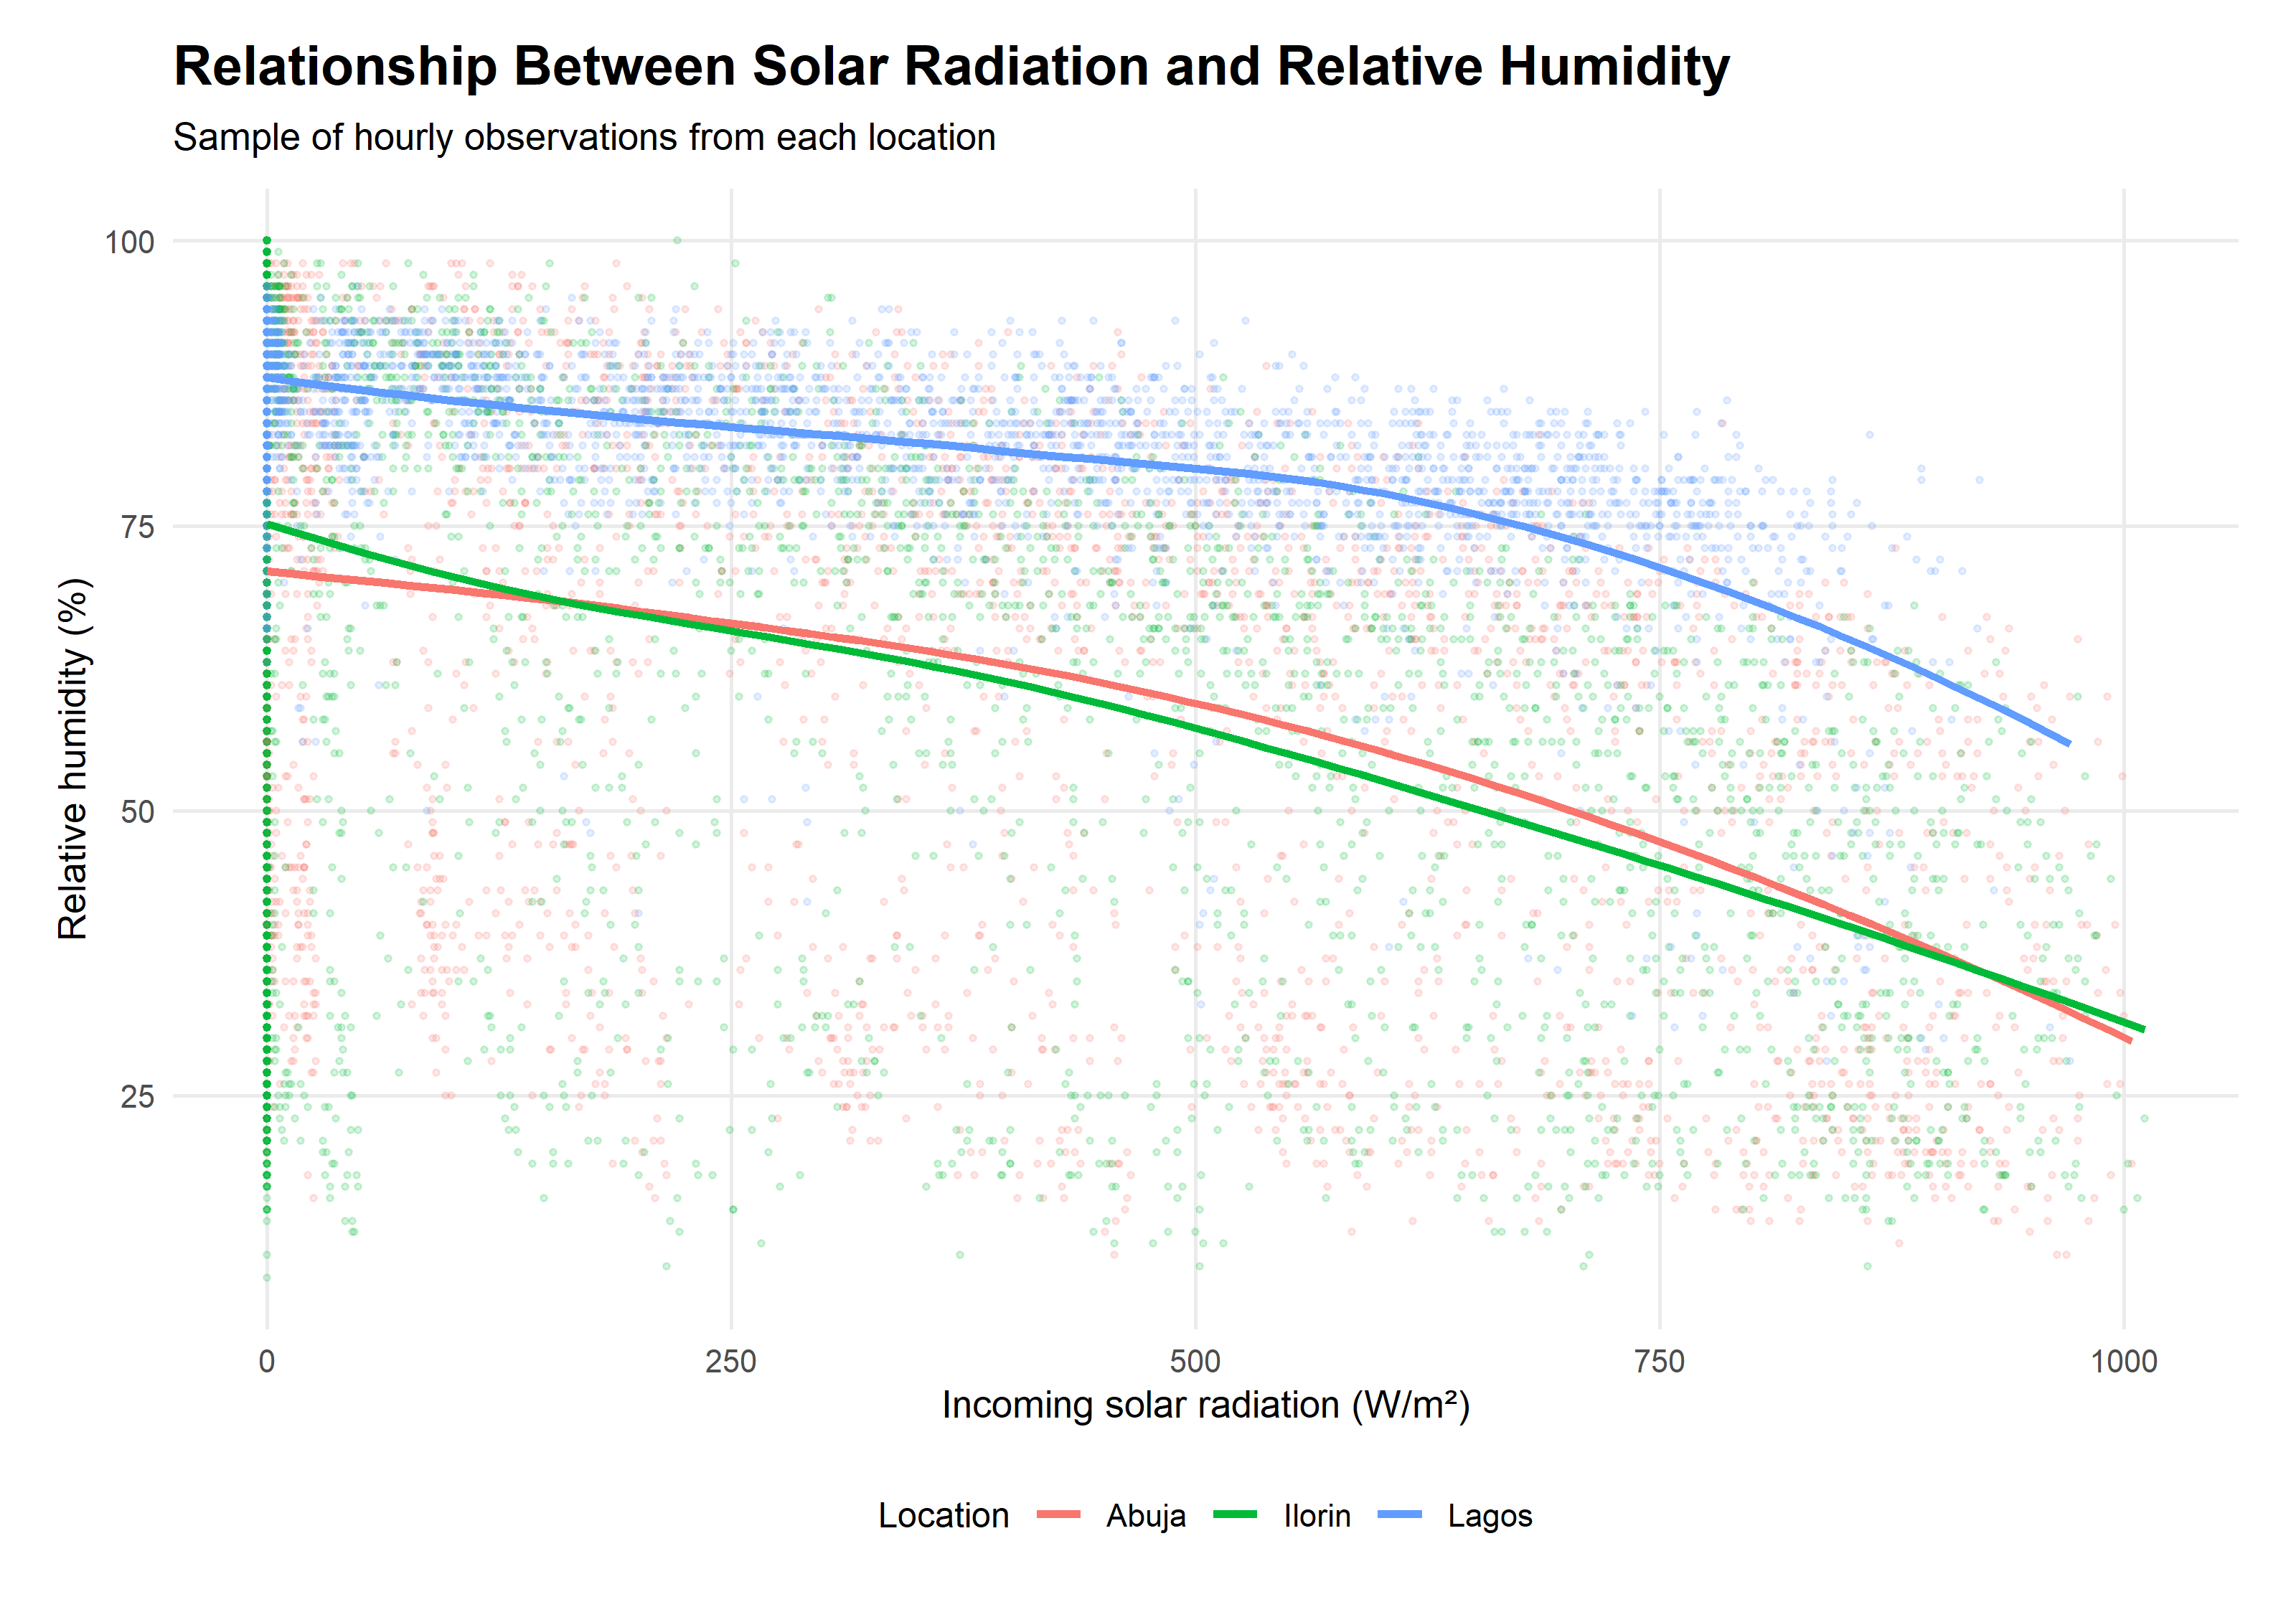 Relationship Between Solar Radiation and Relative Humidity
Sample of hourly observations from each location
Relative humidity (%)
100
75
50
25
0 250 500 750 1000
Incoming solar radiation (W/m²)
Location Abuja Ilorin Lagos